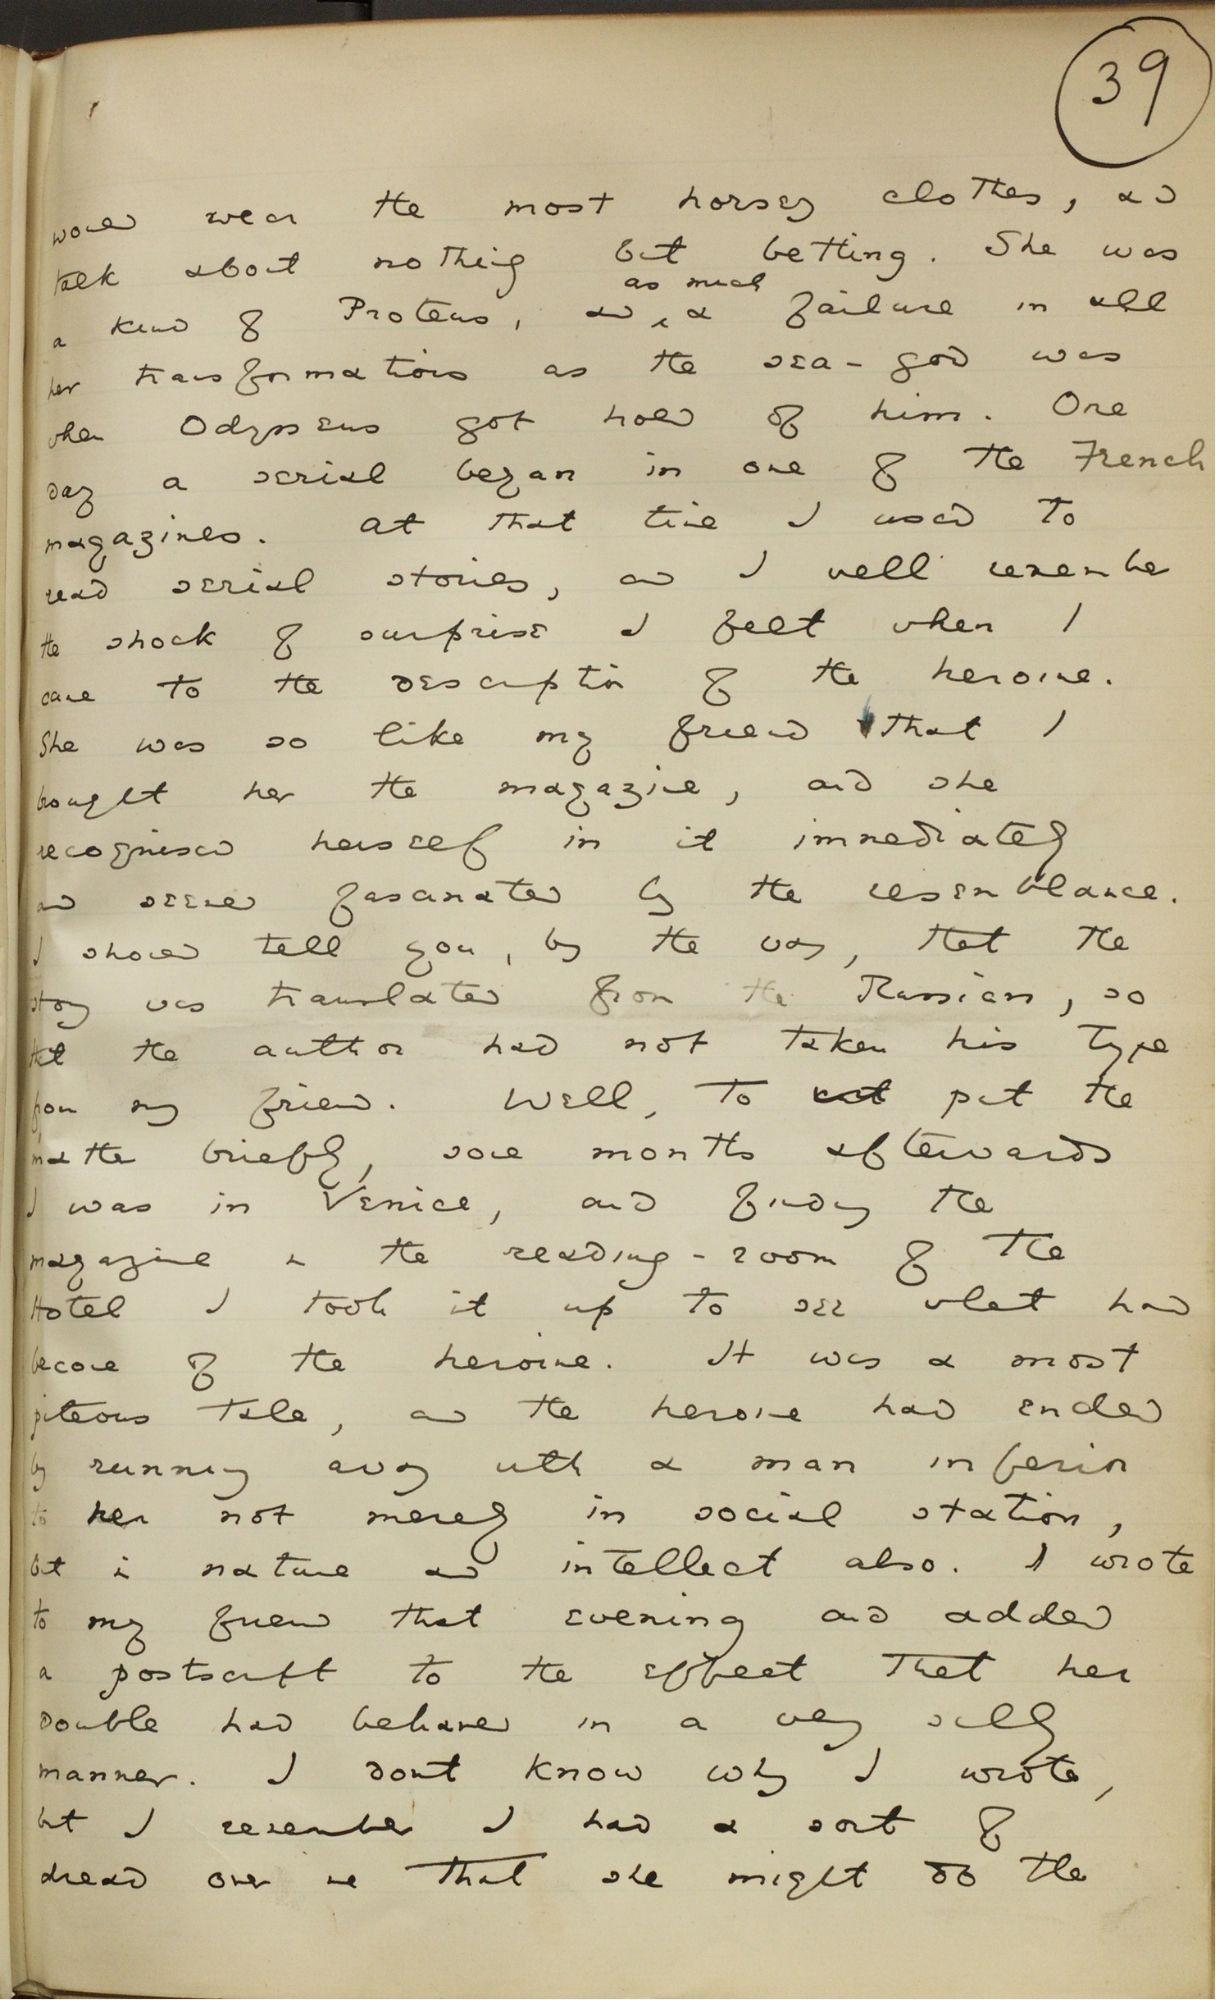 39
would wear the most horsey clothes, and
talk about nothing but betting. She was
as much
a kind of Proteus, and ^ a failure in all
her transformations as the sea-god was
when Odysseus got hold of him. One
day a serial began in one of the French
magazines. At that time I used to
read serial stories, and I well remember
the shock of surprise I felt when I
came to the description of the heroine.
She was so like my friend that I
brought her the magazine, and she
recognised herself in it immediately
and seemed fascinated by the resemblance.
I should tell you, by the way, that the
story was translated from the Russian, so
that the author had not taken his type
from my friend. Well, to put the
matter briefly, some months afterwards
I was in Venice, and finding the
magazine in the reading-room of the
Hotel I took it up to see what had
become of the heroine. It was a most
piteous tale, as the heroine had ended
by running away with a man inferior
to her not merely in social station,
but in nature and intellect also. I wrote
to my friend that evening and added
a postscript to the effect that her
double had behaved in a very silly
manner. I don't know why I wrote,
but I remember I had a sort of
dread over me that she might do the